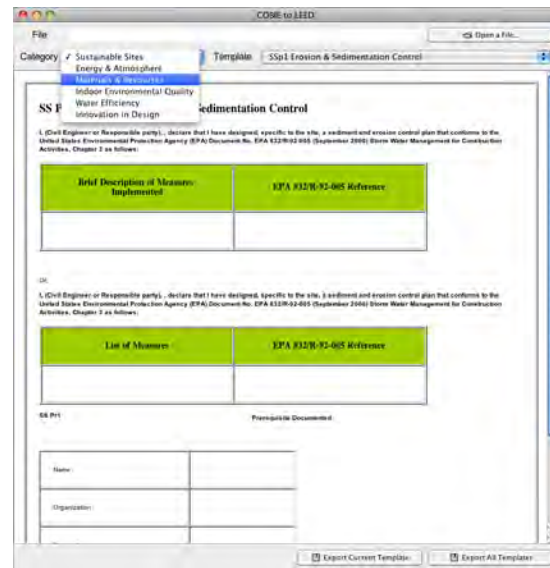 COBIE to LEED
File
Open a File...
Category ✓ Sustainable Sites Template SSp1 Erosion & Sedimentation Control
Energy & Atmosphere
Materials & Resources
Indoor Environmental Quality
Water Efficiency
Innovation in Design
SS P Sedimentation Control
I, (Civil Engineer or Responsible party), , declare that I have designed, specific to the site, a sediment and erosion control plan that conforms to the
United States Environmental Protection Agency (EPA) Document No. EPA 832/R-92-005 (September 2006) Storm Water Management for Construction
Activities, Chapter 3 as follows:
Brief Description of Measures EPA 832/R-92-005 Reference
Implemented
Or,
I, (Civil Engineer or Responsible party), , declare that I have designed, specific to the site, a sediment and erosion control plan that conforms to the
United States Environmental Protection Agency (EPA) Document No. EPA 832/R-92-005 (September 2006) Storm Water Management for Construction
Activities, Chapter 3 as follows:
List of Measures EPA 832/R-92-005 Reference
SS Pr1 Prerequisite Documented:
Name:
Organization:
Export Current Template Export All Templates